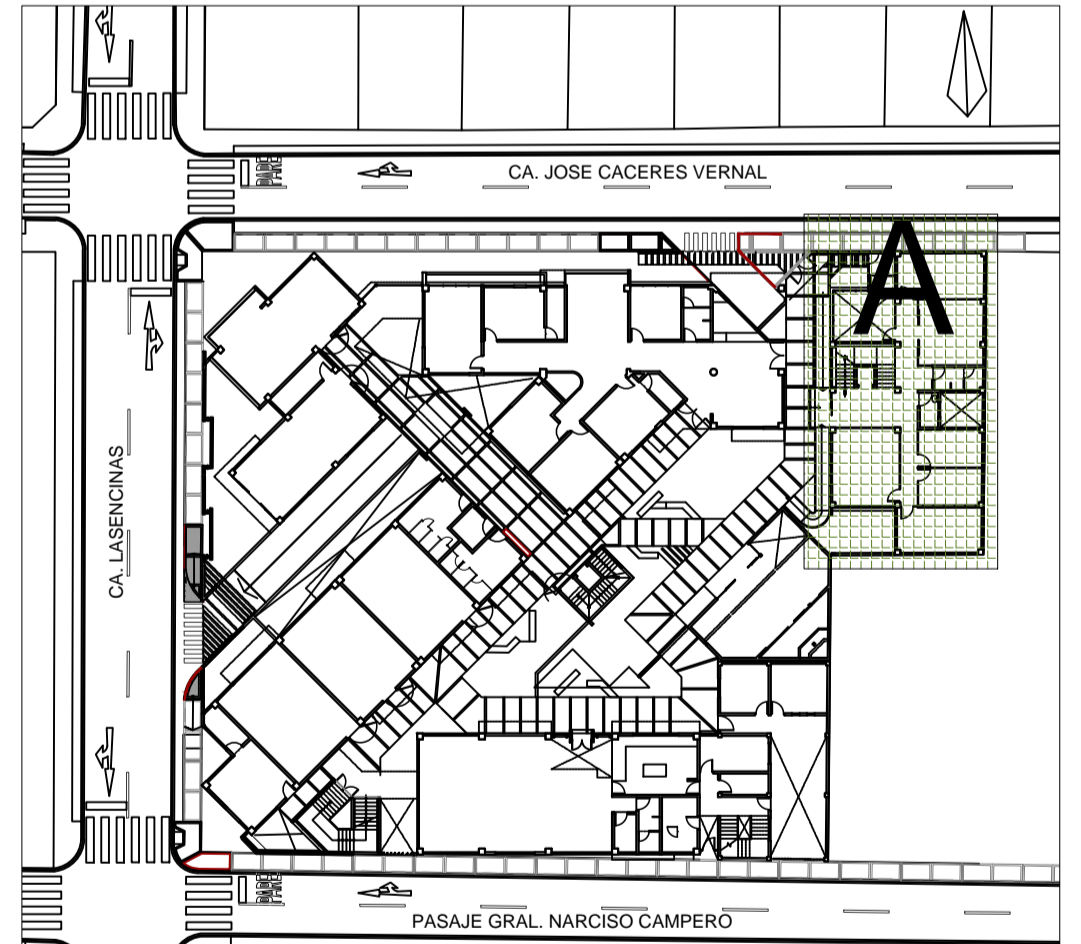 CA. JOSE CACERES VERNAL
PARE
A
CA. LASENCINAS
PARE
PASAJE GRAL. NARCISO CAMPERO